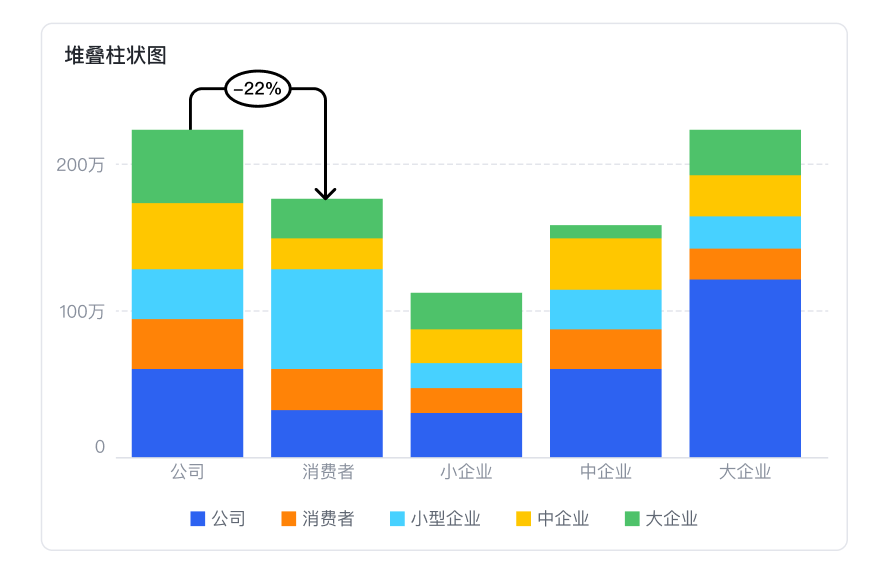 堆叠柱状图
-22%
200万
100万
0
公司 消费者 小企业 中企业 大企业
公司 消费者 小型企业 中企业 大企业